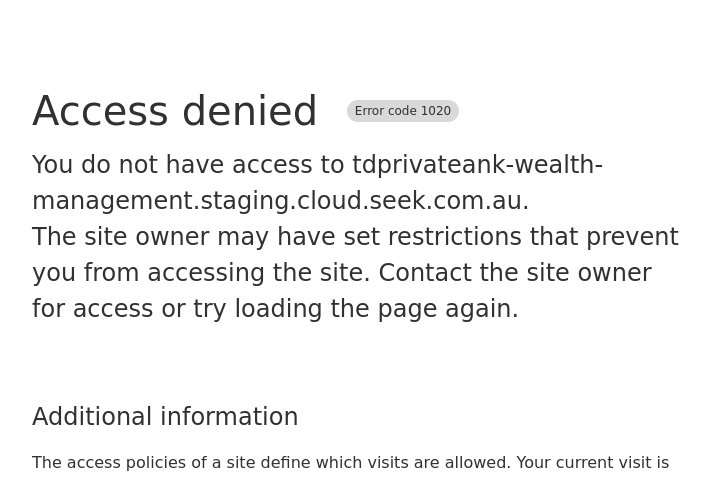 Access denied Error code 1020
You do not have access to tdprivateank-wealth-
management.staging.cloud.seek.com.au.
The site owner may have set restrictions that prevent
you from accessing the site. Contact the site owner
for access or try loading the page again.
Additional information
The access policies of a site define which visits are allowed. Your current visit is